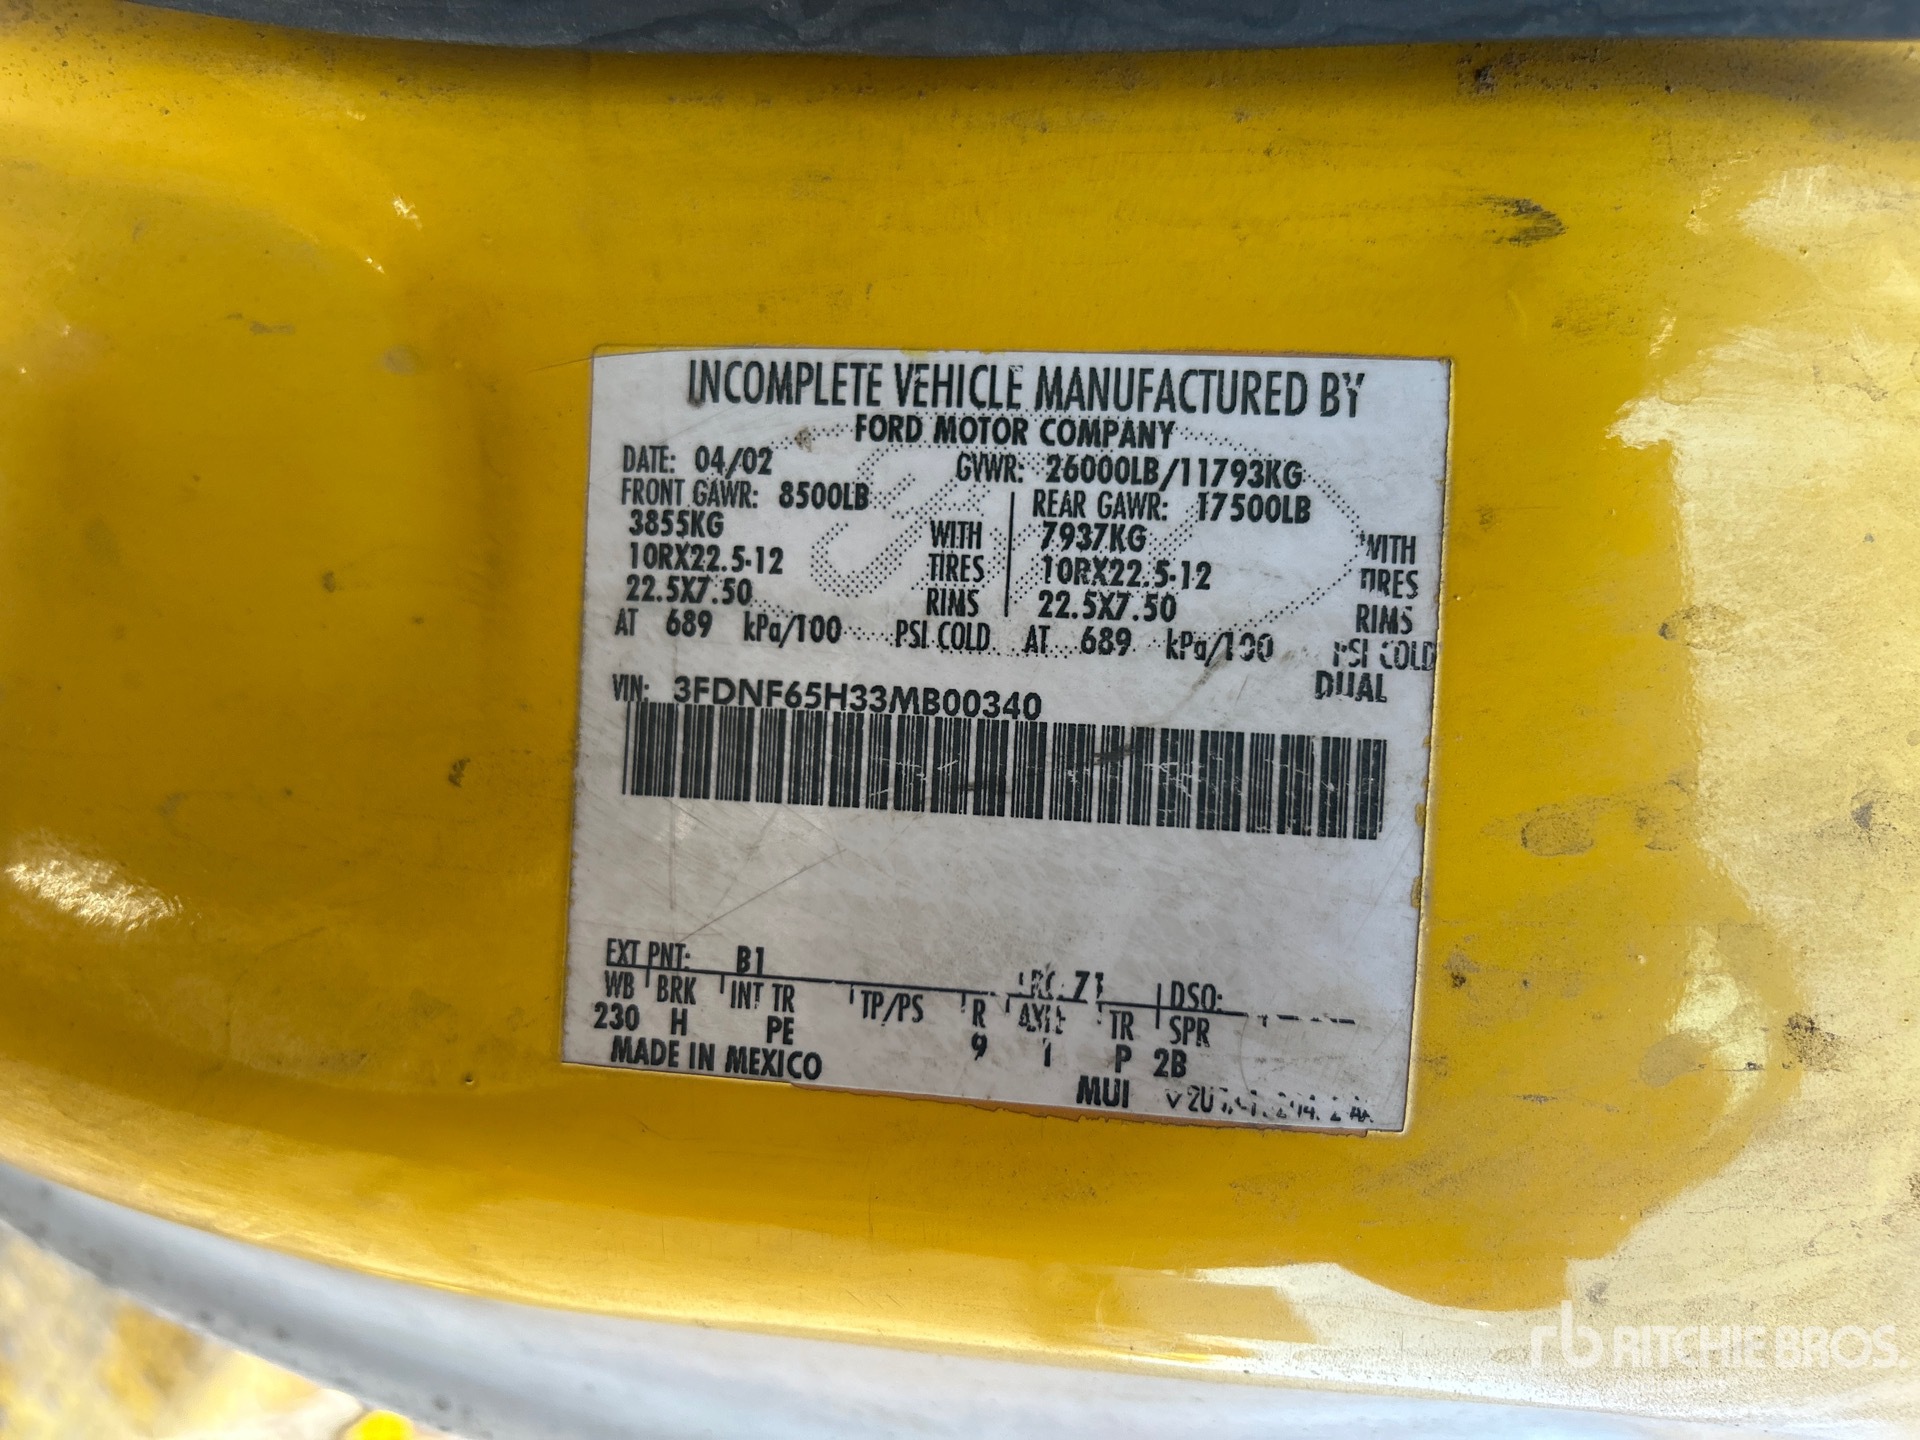 INCOMPLETE VEHICLE MANUFACTURED BY
FORD MOTOR COMPANY
DATE: 04/02 GVWR: 26000LB/11793KG
FRONT GAWR: 8500LB REAR GAWR: 17500LB
3855KG WITH 7937KG WITH
10RX22.5-12 TIRES 10RX22.5-12 TIRES
22.5X7.50 RIMS 22.5X7.50 RIMS
AT 689 kPa/100 PSI COLD AT 689 kPa/100 PSI COLD
DUAL
VIN: 3FDNF65H33MB00340
EXT PNT: B1 71 DSO:
WB BRK INT TR TP/PS R AXLE TR SPR
230 H PE 9 1 P 2B
MADE IN MEXICO
MUI
rb RITCHIE BROS.